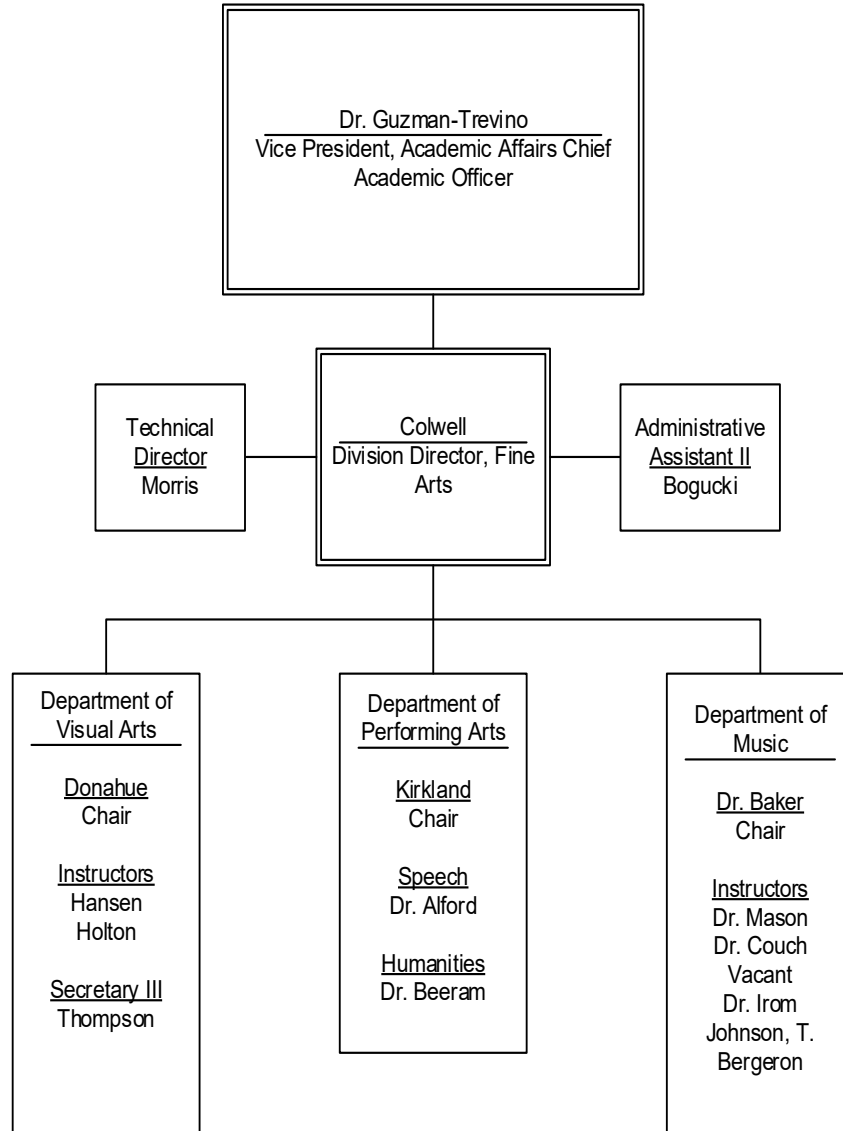 Dr. Guzman-Trevino
Vice President, Academic Affairs Chief
Academic Officer
Technical
Director
Morris
Colwell
Division Director, Fine
Arts
Administrative
Assistant II
Bogucki
Department of
Visual Arts
Donahue
Chair
Instructors
Hansen
Holton
Secretary III
Thompson
Department of
Performing Arts
Kirkland
Chair
Speech
Dr. Alford
Humanities
Dr. Beeram
Department of
Music
Dr. Baker
Chair
Instructors
Dr. Mason
Dr. Couch
Vacant
Dr. Irom
Johnson, T.
Bergeron